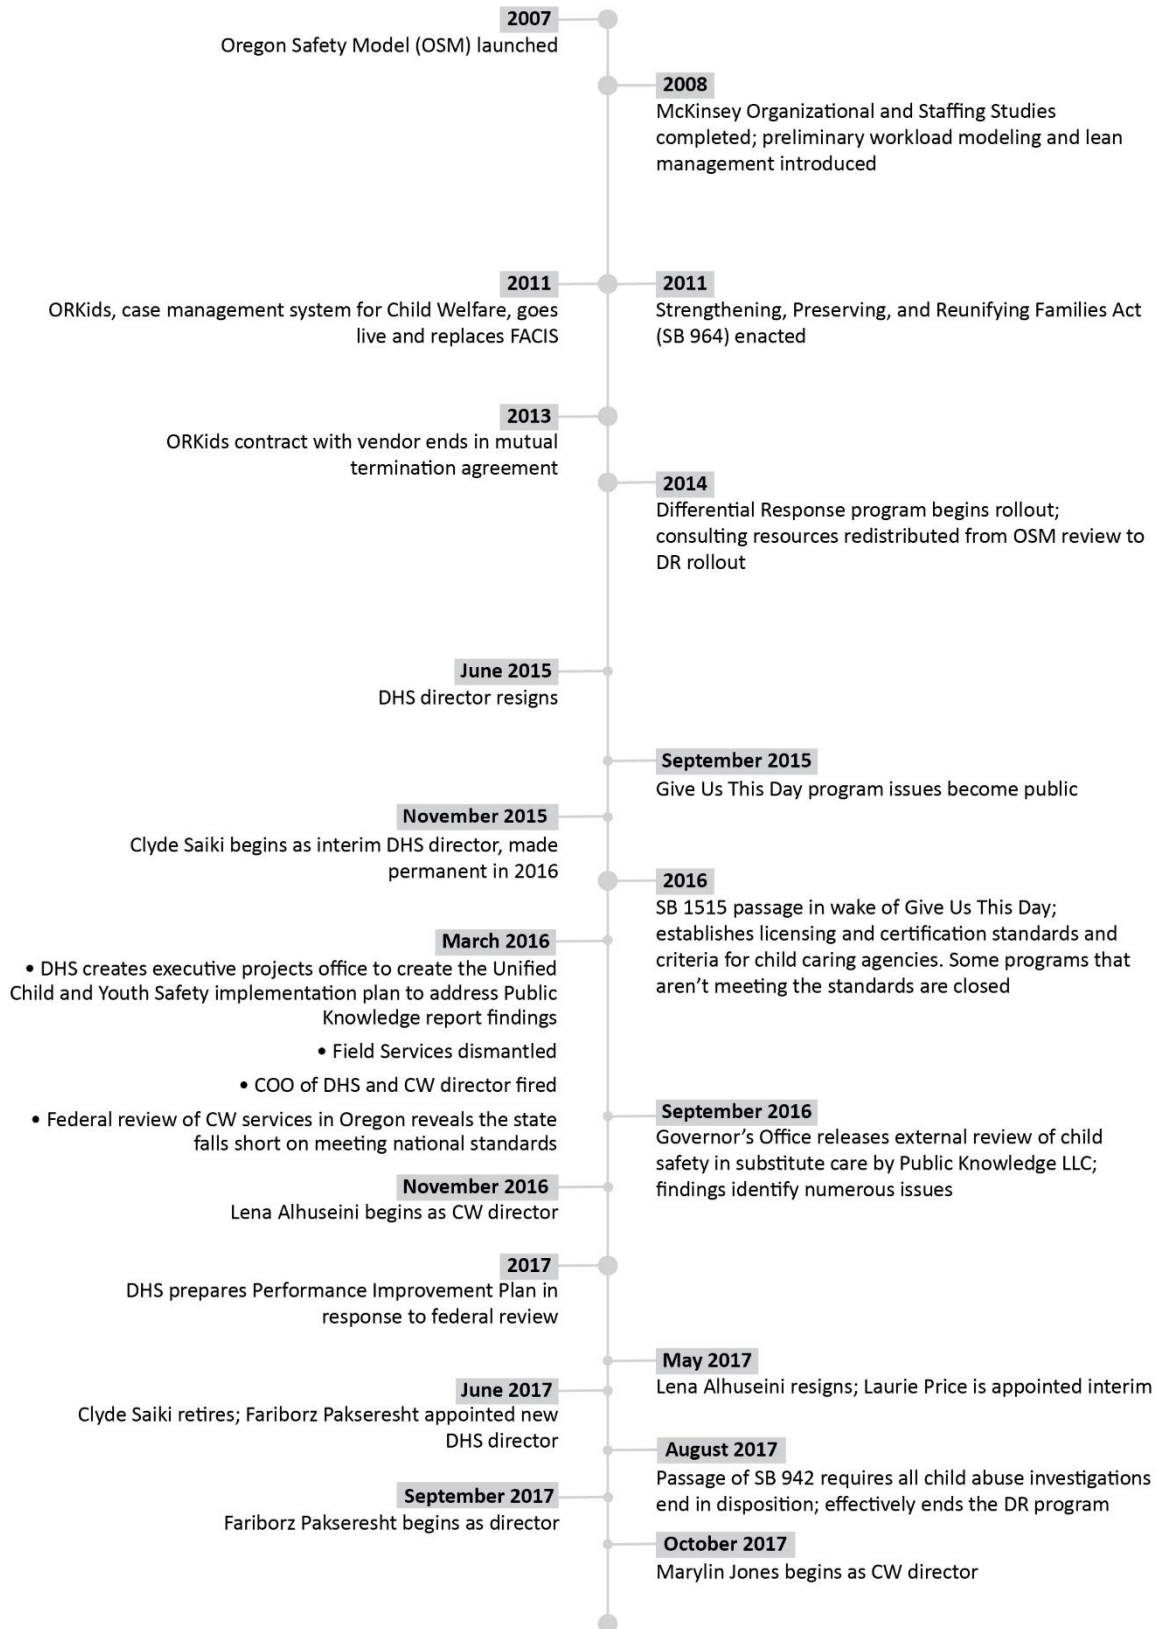 2007
Oregon Safety Model (OSM) launched
2008
McKinsey Organizational and Staffing Studies
completed; preliminary workload modeling and lean
management introduced
2011
ORKids, case management system for Child Welfare, goes
live and replaces FACIS
2011
Strengthening, Preserving, and Reunifying Families Act
(SB 964) enacted
2013
ORKids contract with vendor ends in mutual
termination agreement
2014
Differential Response program begins rollout;
consulting resources redistributed from OSM review to
DR rollout
June 2015
DHS director resigns
September 2015
Give Us This Day program issues become public
November 2015
Clyde Saiki begins as interim DHS director, made
permanent in 2016
2016
SB 1515 passage in wake of Give Us This Day;
establishes licensing and certification standards and
criteria for child caring agencies. Some programs that
aren’t meeting the standards are closed
March 2016
• DHS creates executive projects office to create the Unified
Child and Youth Safety implementation plan to address Public
Knowledge report findings
• Field Services dismantled
• COO of DHS and CW director fired
• Federal review of CW services in Oregon reveals the state
falls short on meeting national standards
September 2016
Governor’s Office releases external review of child
safety in substitute care by Public Knowledge LLC;
findings identify numerous issues
November 2016
Lena Alhuseini begins as CW director
2017
DHS prepares Performance Improvement Plan in
response to federal review
May 2017
Lena Alhuseini resigns; Laurie Price is appointed interim
June 2017
Clyde Saiki retires; Fariborz Pakseresht appointed new
DHS director
August 2017
Passage of SB 942 requires all child abuse investigations
end in disposition; effectively ends the DR program
September 2017
Fariborz Pakseresht begins as director
October 2017
Marylin Jones begins as CW director